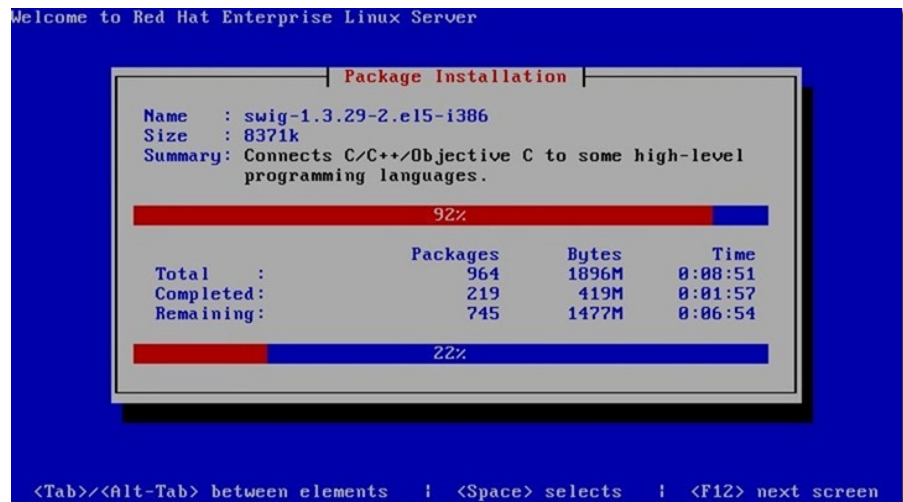 Welcome to Red Hat Enterprise Linux Server
Package Installation
Name : swig-1.3.29-2.el5-i386
Size : 8371k
Summary: Connects C/C++/Objective C to some high-level
programming languages.
92%
Packages Bytes Time
Total : 964 1896M 0:08:51
Completed: 219 419M 0:01:57
Remaining: 745 1477M 0:06:54
22%
<Tab>/<Alt-Tab> between elements | <Space> selects | <F12> next screen